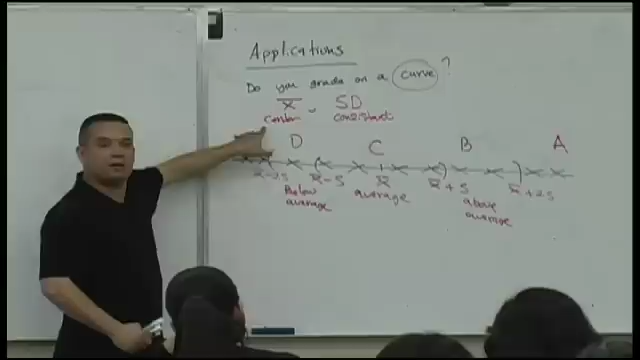 Applications
Do you grade on a curve?
x̄ , SD
center consistent
D C B A
x̄-2S x̄-S x̄ x̄+S x̄+2S
Below average above
average average